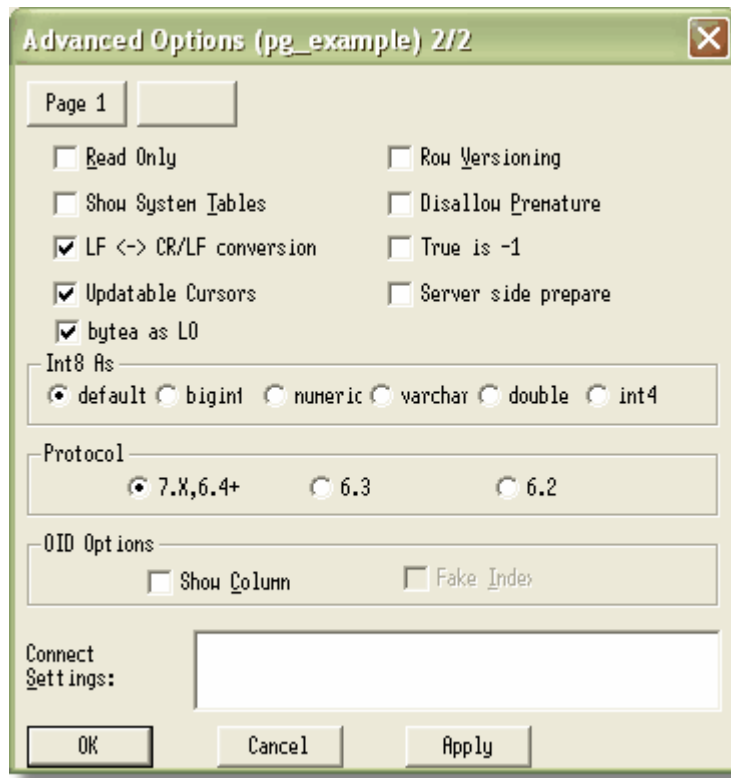 Advanced Options (pg_example) 2/2
Page 1
Read Only Row Versioning
Show System Tables Disallow Premature
LF <-> CR/LF conversion True is -1
Updatable Cursors Server side prepare
bytea as LO
Int8 As
default bigint numeric varchar double int4
Protocol
7.X,6.4+ 6.3 6.2
OID Options
Show Column Fake Index
Connect
Settings:
OK Cancel Apply